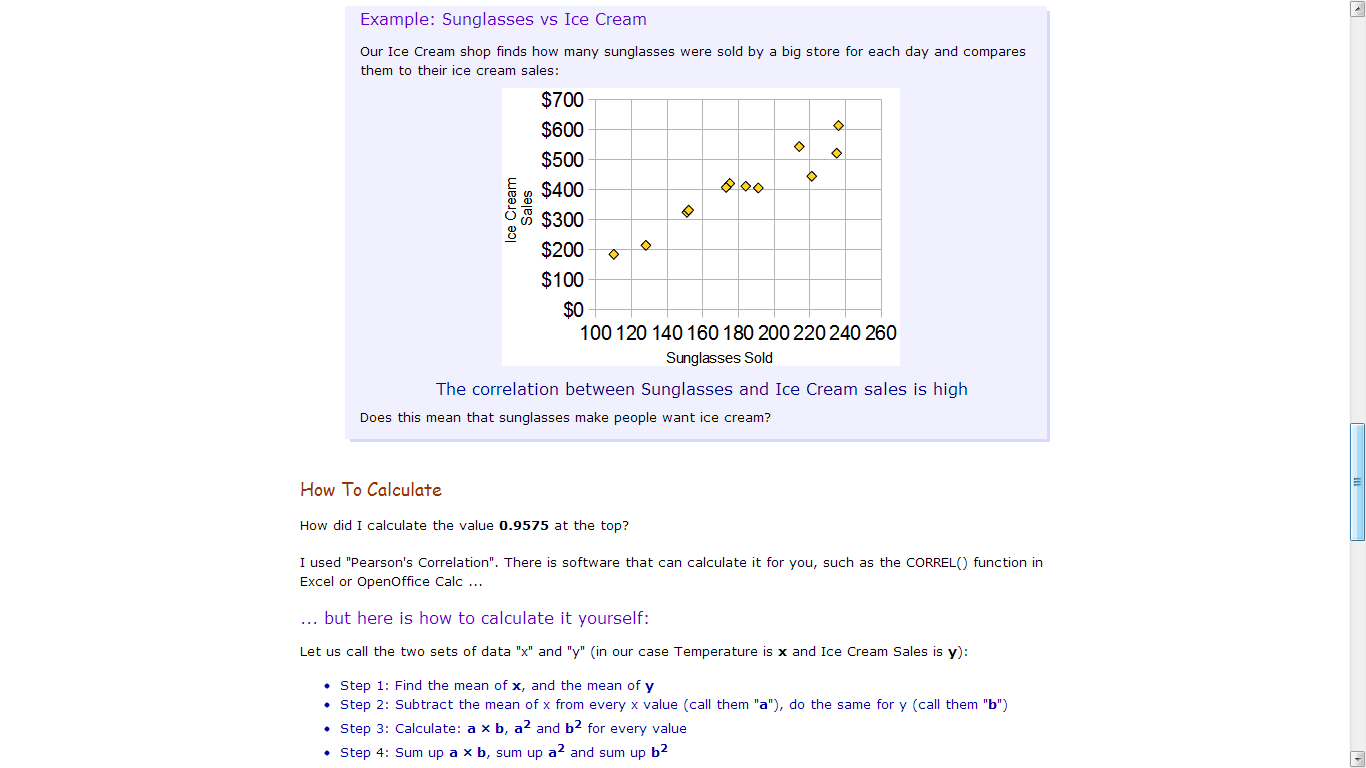 Example: Sunglasses vs Ice Cream
Our Ice Cream shop finds how many sunglasses were sold by a big store for each day and compares
them to their ice cream sales:
$700
$600
$500
$400
$300
$200
$100
$0
Ice Cream
Sales
100 120 140 160 180 200 220 240 260
Sunglasses Sold
The correlation between Sunglasses and Ice Cream sales is high
Does this mean that sunglasses make people want ice cream?
How To Calculate
How did I calculate the value 0.9575 at the top?
I used "Pearson's Correlation". There is software that can calculate it for you, such as the CORREL() function in
Excel or OpenOffice Calc ...
... but here is how to calculate it yourself:
Let us call the two sets of data "x" and "y" (in our case Temperature is x and Ice Cream Sales is y):
• Step 1: Find the mean of x, and the mean of y
• Step 2: Subtract the mean of x from every x value (call them "a"), do the same for y (call them "b")
• Step 3: Calculate: a × b, a² and b² for every value
• Step 4: Sum up a × b, sum up a² and sum up b²